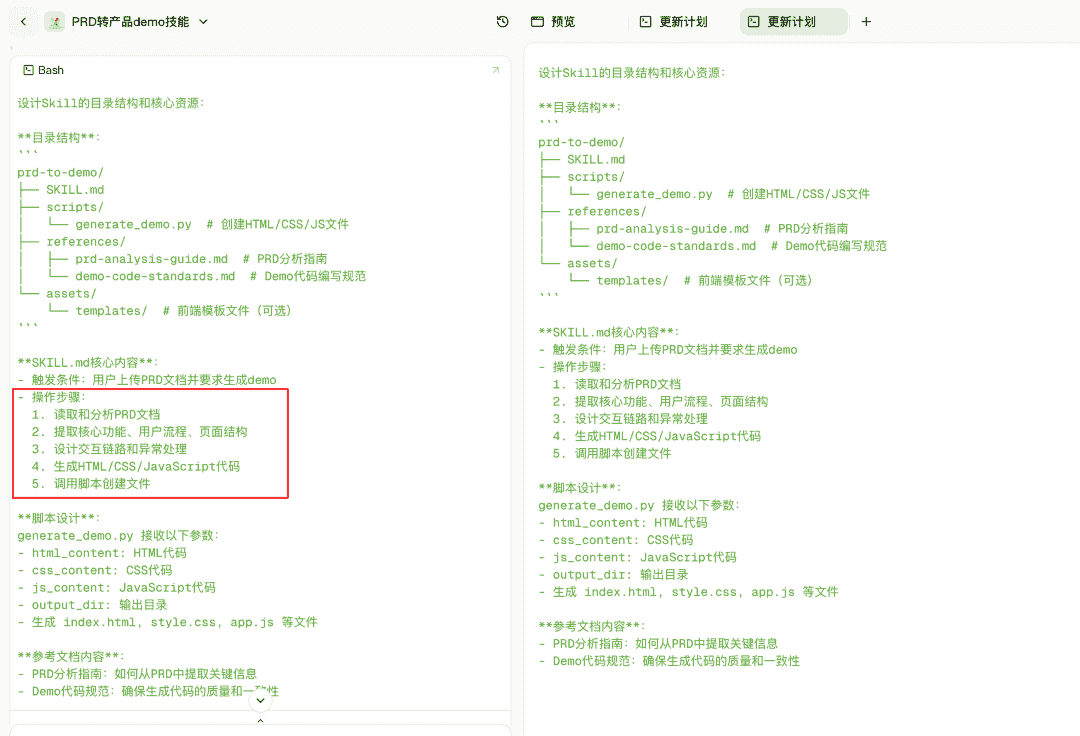 PRD转产品demo技能
预览
更新计划
更新计划
Bash
设计Skill的目录结构和核心资源:
**目录结构**:
```
prd-to-demo/
├── SKILL.md
├── scripts/
│   └── generate_demo.py  # 创建HTML/CSS/JS文件
├── references/
│   ├── prd-analysis-guide.md  # PRD分析指南
│   └── demo-code-standards.md  # Demo代码编写规范
└── assets/
    └── templates/  # 前端模板文件（可选）
```
**SKILL.md核心内容**:
- 触发条件: 用户上传PRD文档并要求生成demo
- 操作步骤:
  1. 读取和分析PRD文档
  2. 提取核心功能、用户流程、页面结构
  3. 设计交互链路和异常处理
  4. 生成HTML/CSS/JavaScript代码
  5. 调用脚本创建文件
**脚本设计**:
generate_demo.py 接收以下参数:
- html_content: HTML代码
- css_content: CSS代码
- js_content: JavaScript代码
- output_dir: 输出目录
- 生成 index.html, style.css, app.js 等文件
**参考文档内容**:
- PRD分析指南: 如何从PRD中提取关键信息
- Demo代码规范: 确保生成代码的质量和一致性
设计Skill的目录结构和核心资源:
**目录结构**:
```
prd-to-demo/
├── SKILL.md
├── scripts/
│   └── generate_demo.py  # 创建HTML/CSS/JS文件
├── references/
│   ├── prd-analysis-guide.md  # PRD分析指南
│   └── demo-code-standards.md  # Demo代码编写规范
└── assets/
    └── templates/  # 前端模板文件（可选）
```
**SKILL.md核心内容**:
- 触发条件: 用户上传PRD文档并要求生成demo
- 操作步骤:
  1. 读取和分析PRD文档
  2. 提取核心功能、用户流程、页面结构
  3. 设计交互链路和异常处理
  4. 生成HTML/CSS/JavaScript代码
  5. 调用脚本创建文件
**脚本设计**:
generate_demo.py 接收以下参数:
- html_content: HTML代码
- css_content: CSS代码
- js_content: JavaScript代码
- output_dir: 输出目录
- 生成 index.html, style.css, app.js 等文件
**参考文档内容**:
- PRD分析指南: 如何从PRD中提取关键信息
- Demo代码规范: 确保生成代码的质量和一致性